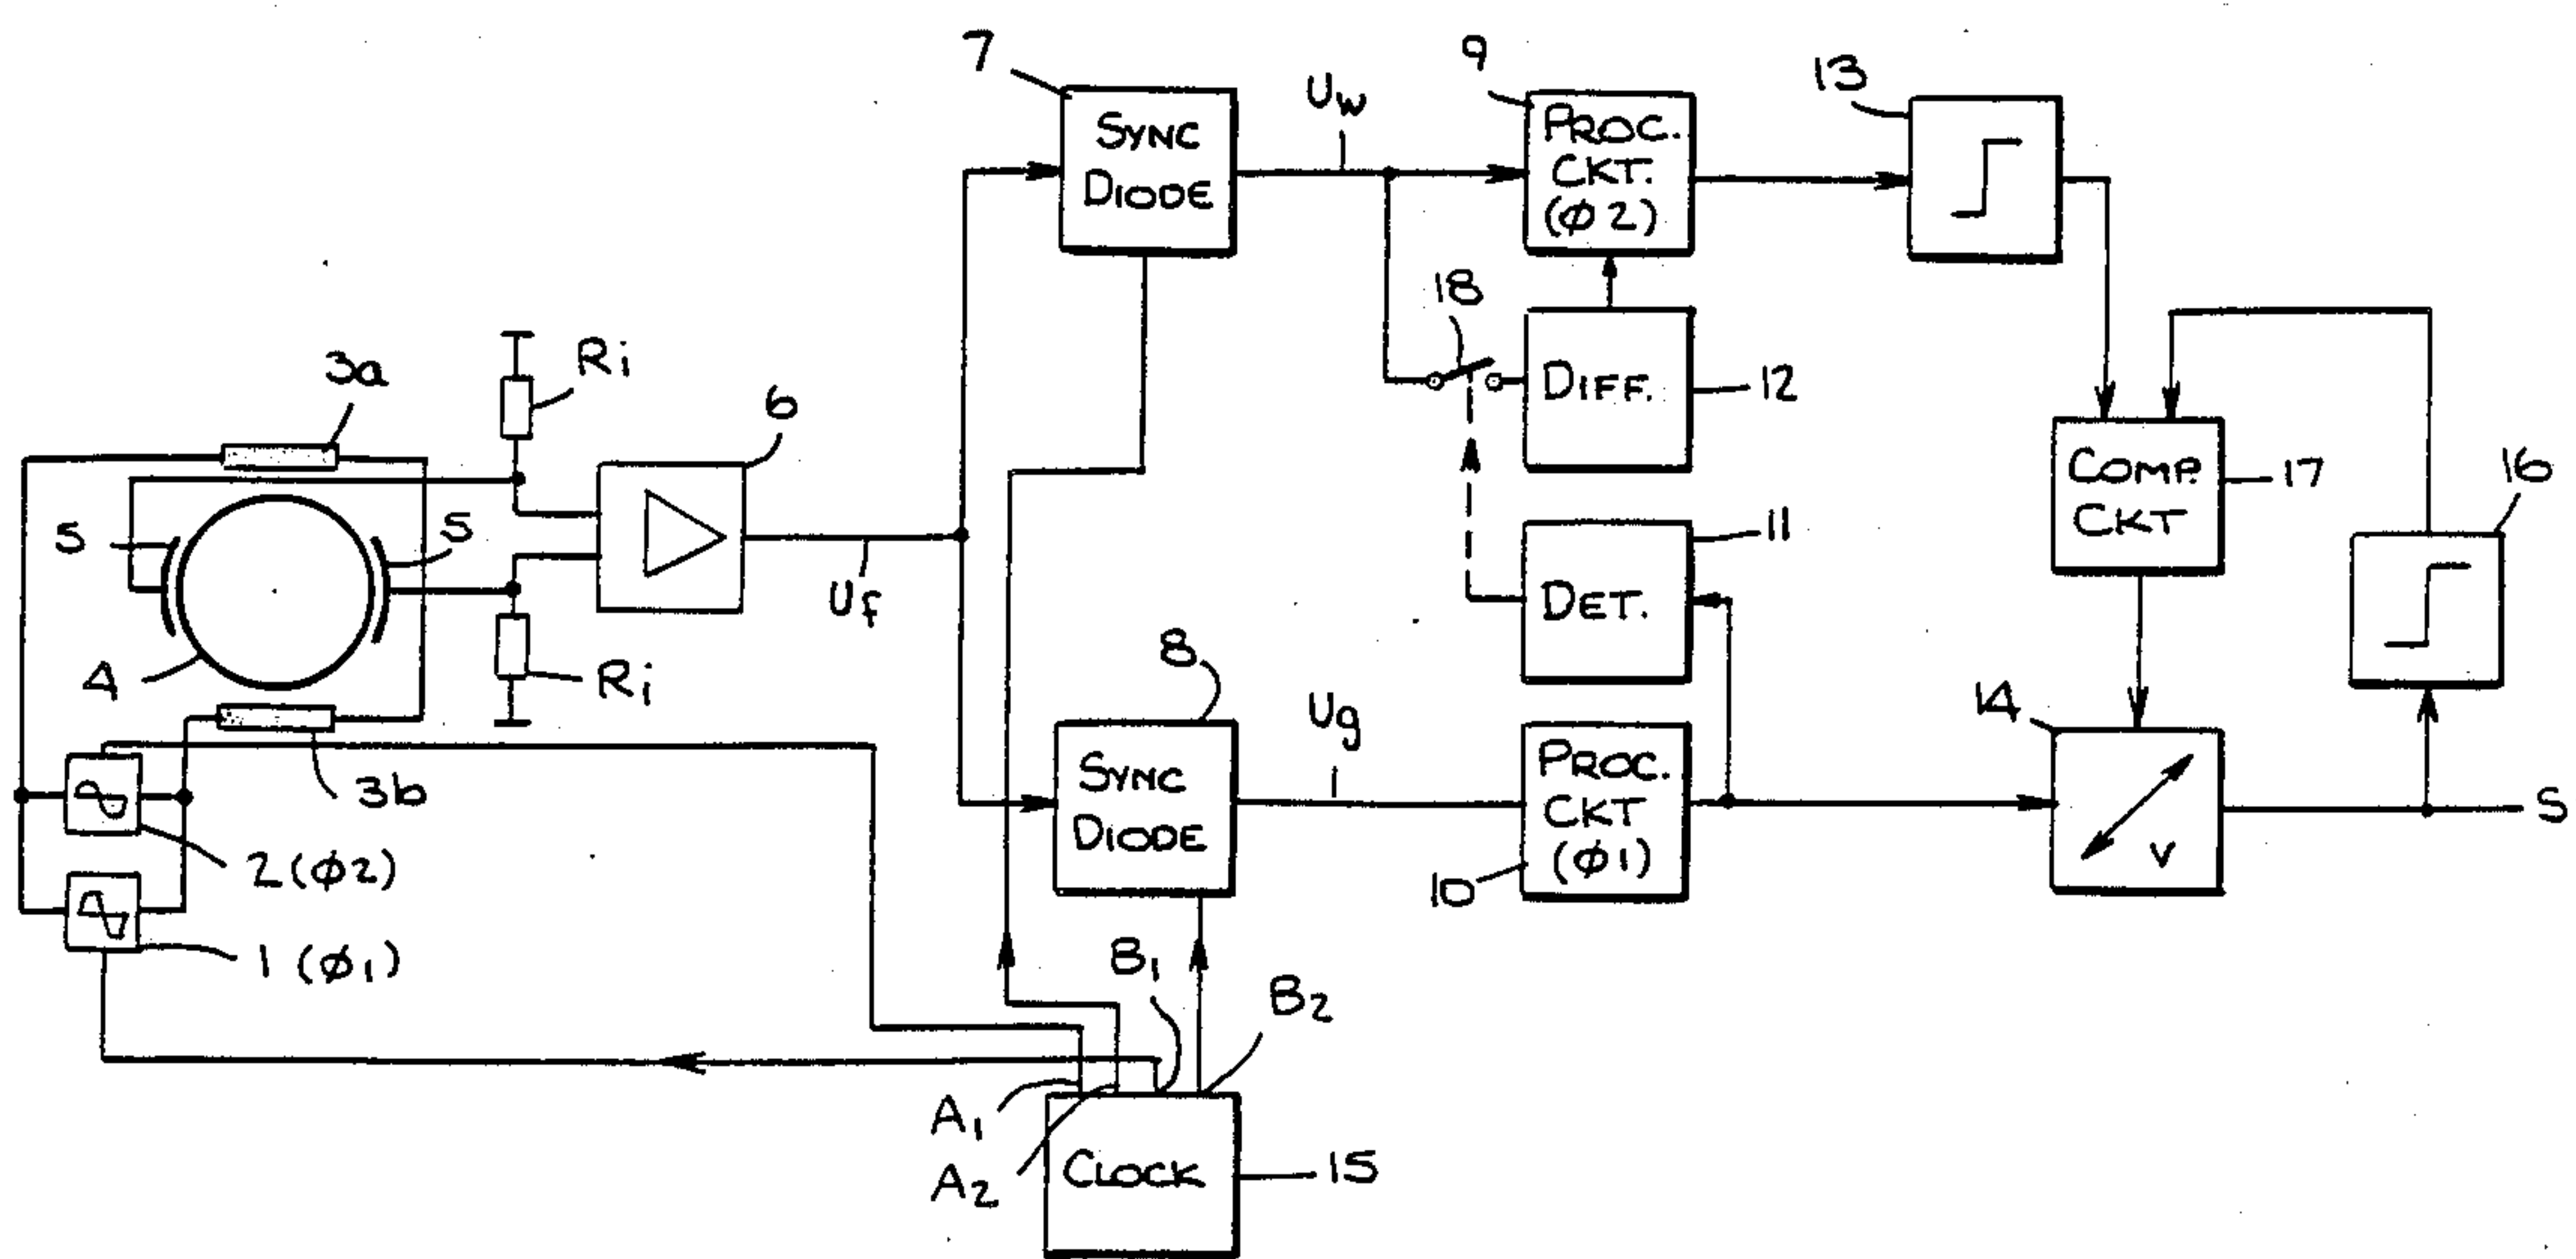 7
9
13
Uw
SYNC
DIODE
PROC.
CKT.
(φ2)
18
DIFF.
12
3a
Ri
6
COMP.
CKT
17
16
5
5
Uf
DET.
11
4
Ri
8
Ug
14
SYNC
DIODE
PROC.
CKT
(φ1)
10
V
S
3b
2 (φ2)
1 (φ1)
B1
B2
A1
A2
CLOCK
15